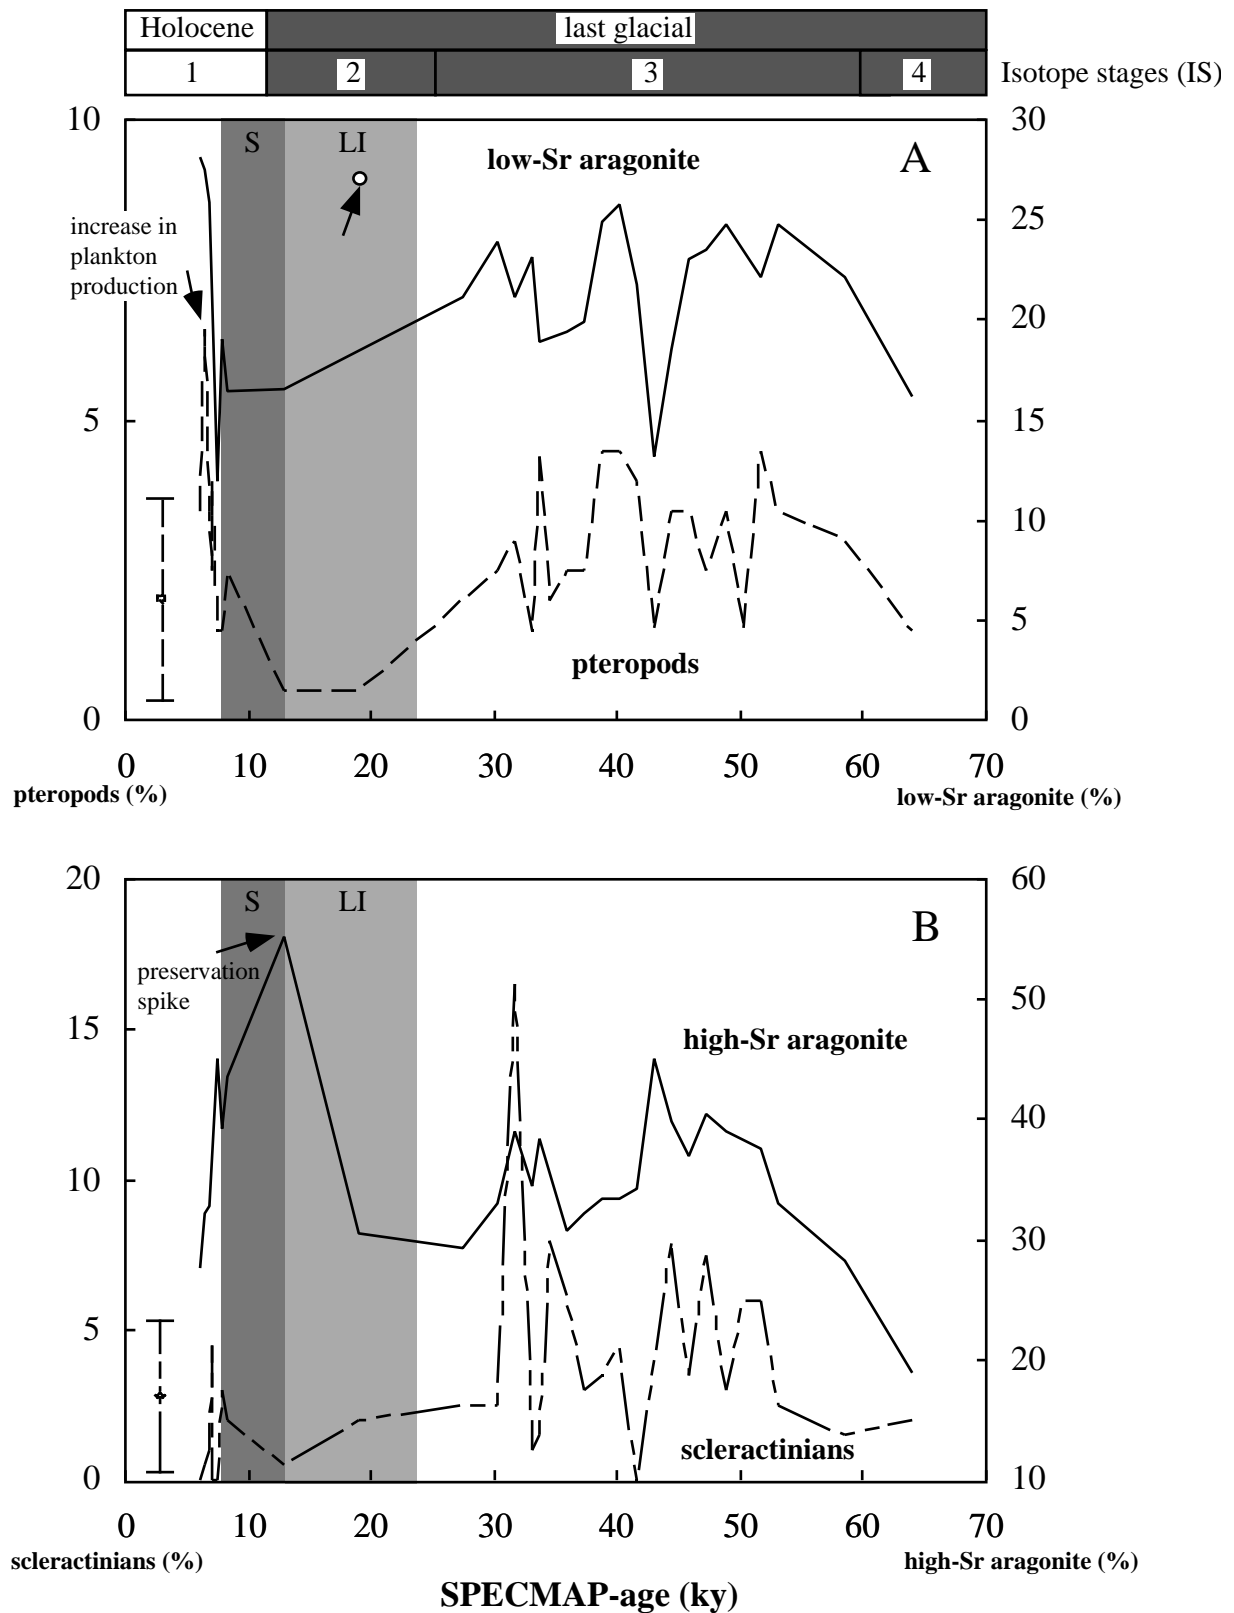 Holocene last glacial
1 2 3 4 Isotope stages (IS)
10 30
S LI A
low-Sr aragonite
increase in
plankton
production
25
20
5 15
10
5
pteropods
0 0
0 10 20 30 40 50 60 70
pteropods (%) low-Sr aragonite (%)
20 60
S LI B
preservation
spike
50
15
high-Sr aragonite
40
10
30
5 20
scleractinians
0 10
0 10 20 30 40 50 60 70
scleractinians (%) high-Sr aragonite (%)
SPECMAP-age (ky)